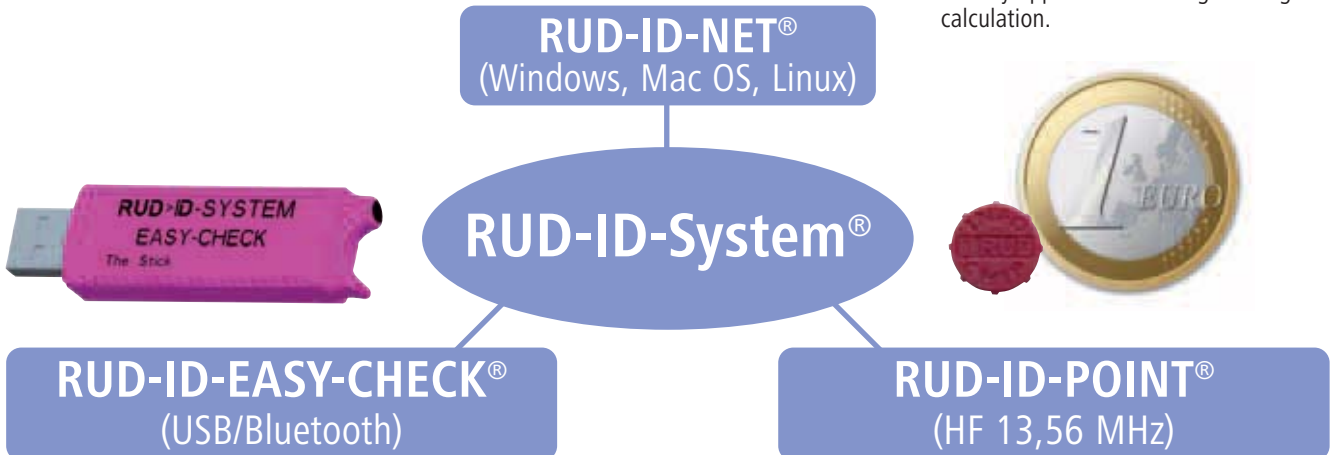 calculation.
RUD-ID-NET®
(Windows, Mac OS, Linux)
RUD-ID-SYSTEM
EASY-CHECK
The Stick
RUD-ID-System®
1
EURO
RUD
RUD-ID-EASY-CHECK®
(USB/Bluetooth)
RUD-ID-POINT®
(HF 13,56 MHz)